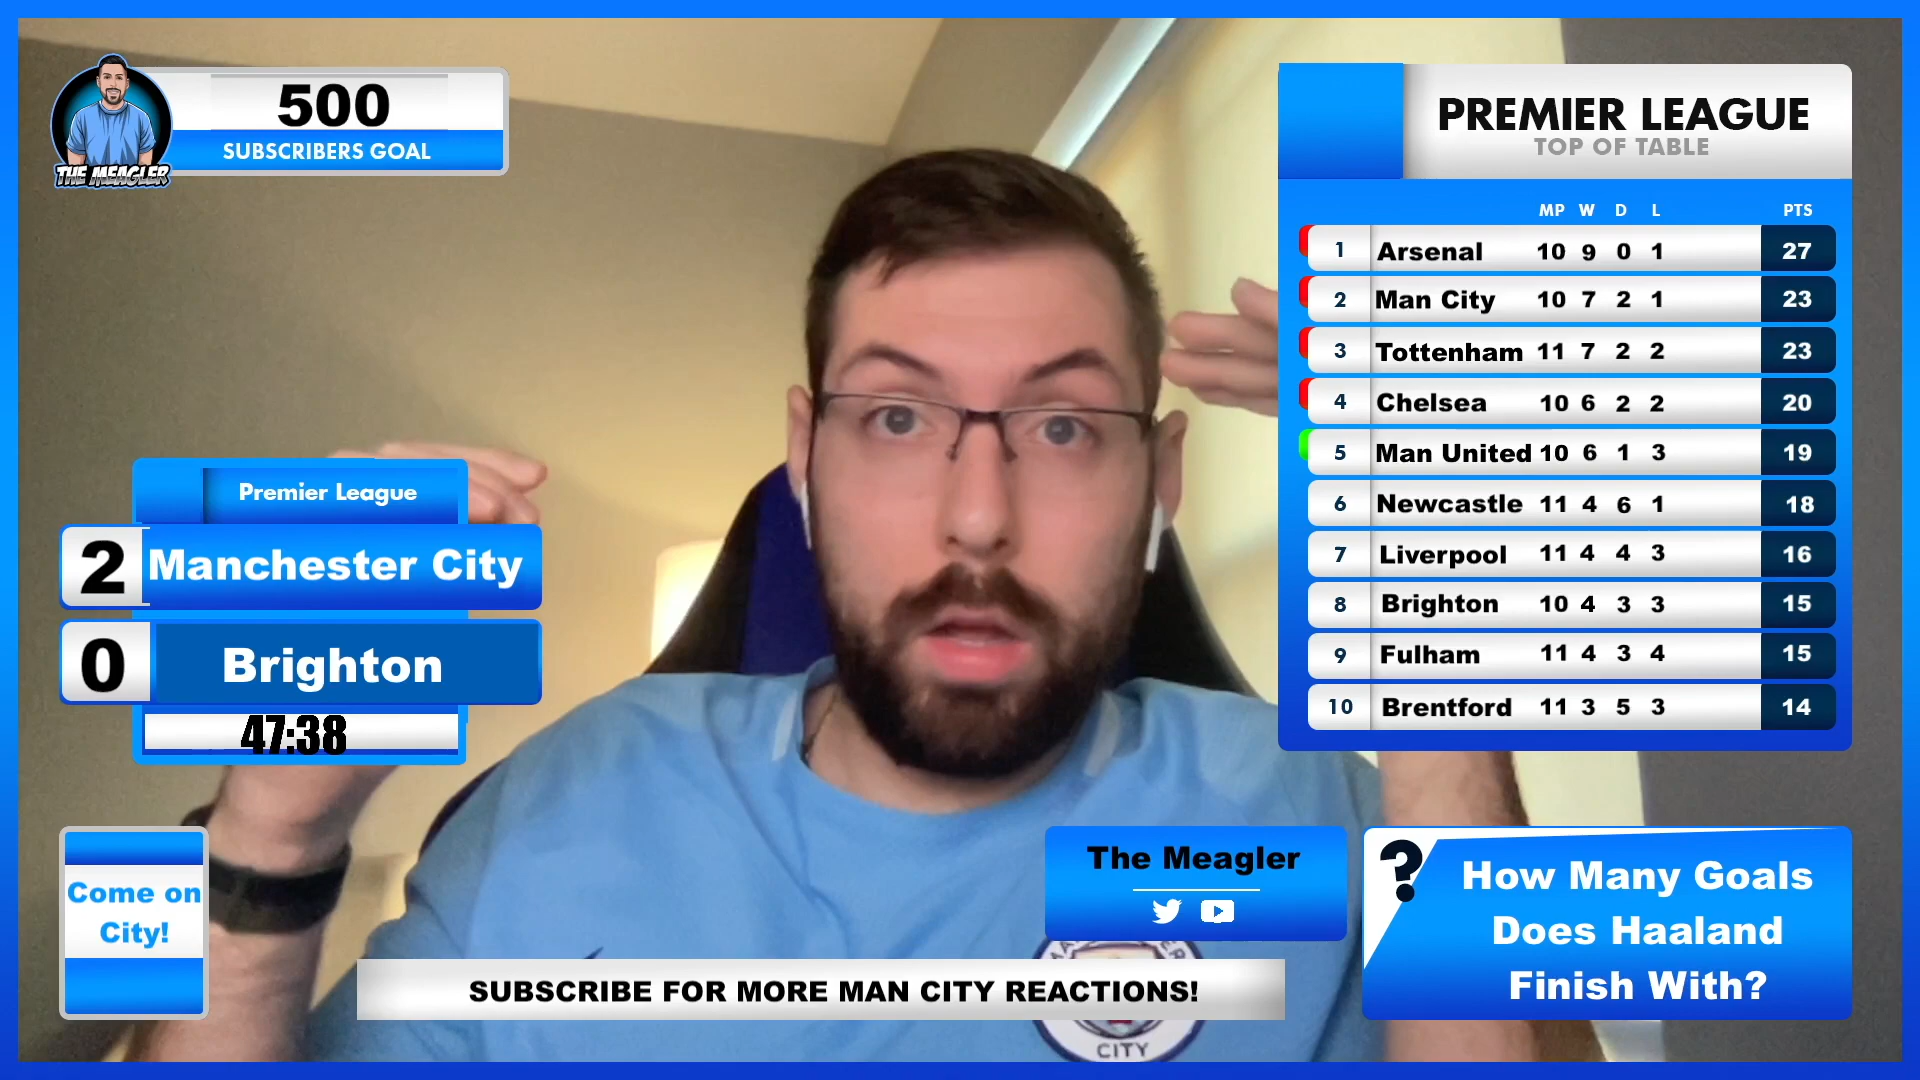 500
SUBSCRIBERS GOAL
THE MEAGLER
PREMIER LEAGUE
TOP OF TABLE
MP W D L PTS
1 Arsenal 10 9 0 1 27
2 Man City 10 7 2 1 23
3 Tottenham 11 7 2 2 23
4 Chelsea 10 6 2 2 20
5 Man United 10 6 1 3 19
6 Newcastle 11 4 6 1 18
7 Liverpool 11 4 4 3 16
8 Brighton 10 4 3 3 15
9 Fulham 11 4 3 4 15
10 Brentford 11 3 5 3 14
Premier League
2 Manchester City
0 Brighton
47:38
Come on
City!
The Meagler
? How Many Goals
Does Haaland
Finish With?
SUBSCRIBE FOR MORE MAN CITY REACTIONS!
CITY